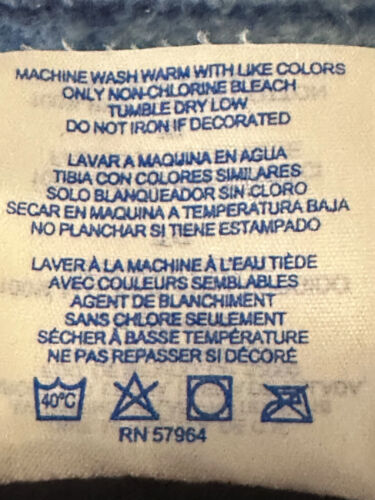 MACHINE WASH WARM WITH LIKE COLORS
ONLY NON-CHLORINE BLEACH
TUMBLE DRY LOW
DO NOT IRON IF DECORATED
LAVAR A MAQUINA EN AGUA
TIBIA CON COLORES SIMILARES
SOLO BLANQUEADOR SIN CLORO
SECAR EN MAQUINA A TEMPERATURA BAJA
NO PLANCHAR SI TIENE ESTAMPADO
LAVER À LA MACHINE À L'EAU TIÈDE
AVEC COULEURS SEMBLABLES
AGENT DE BLANCHIMENT
SANS CHLORE SEULEMENT
SÉCHER À BASSE TEMPÉRATURE
NE PAS REPASSER SI DÉCORÉ
40°C
RN 57964